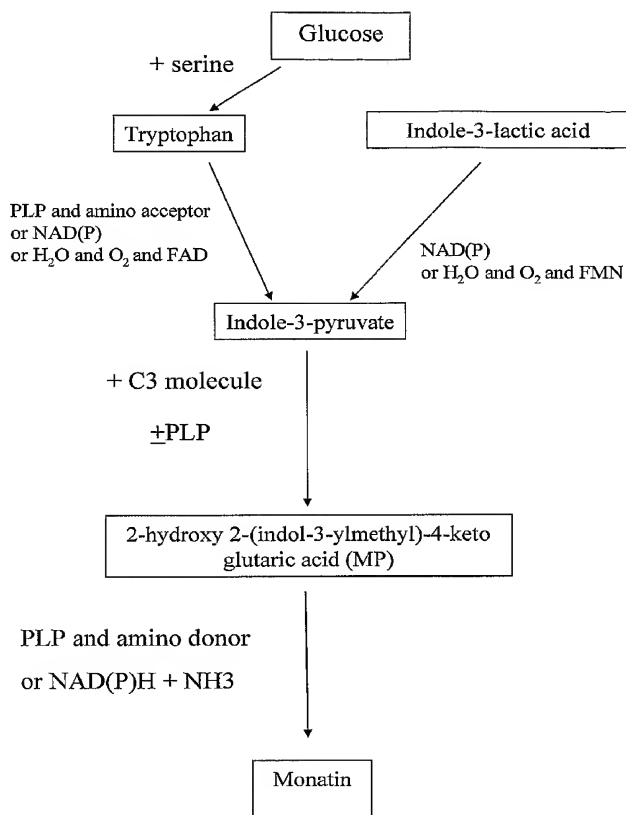 Glucose
+ serine
Tryptophan
Indole-3-lactic acid
PLP and amino acceptor
or NAD(P)
or H₂O and O₂ and FAD
NAD(P)
or H₂O and O₂ and FMN
Indole-3-pyruvate
+ C3 molecule
±PLP
2-hydroxy 2-(indol-3-ylmethyl)-4-keto
glutaric acid (MP)
PLP and amino donor
or NAD(P)H + NH3
Monatin